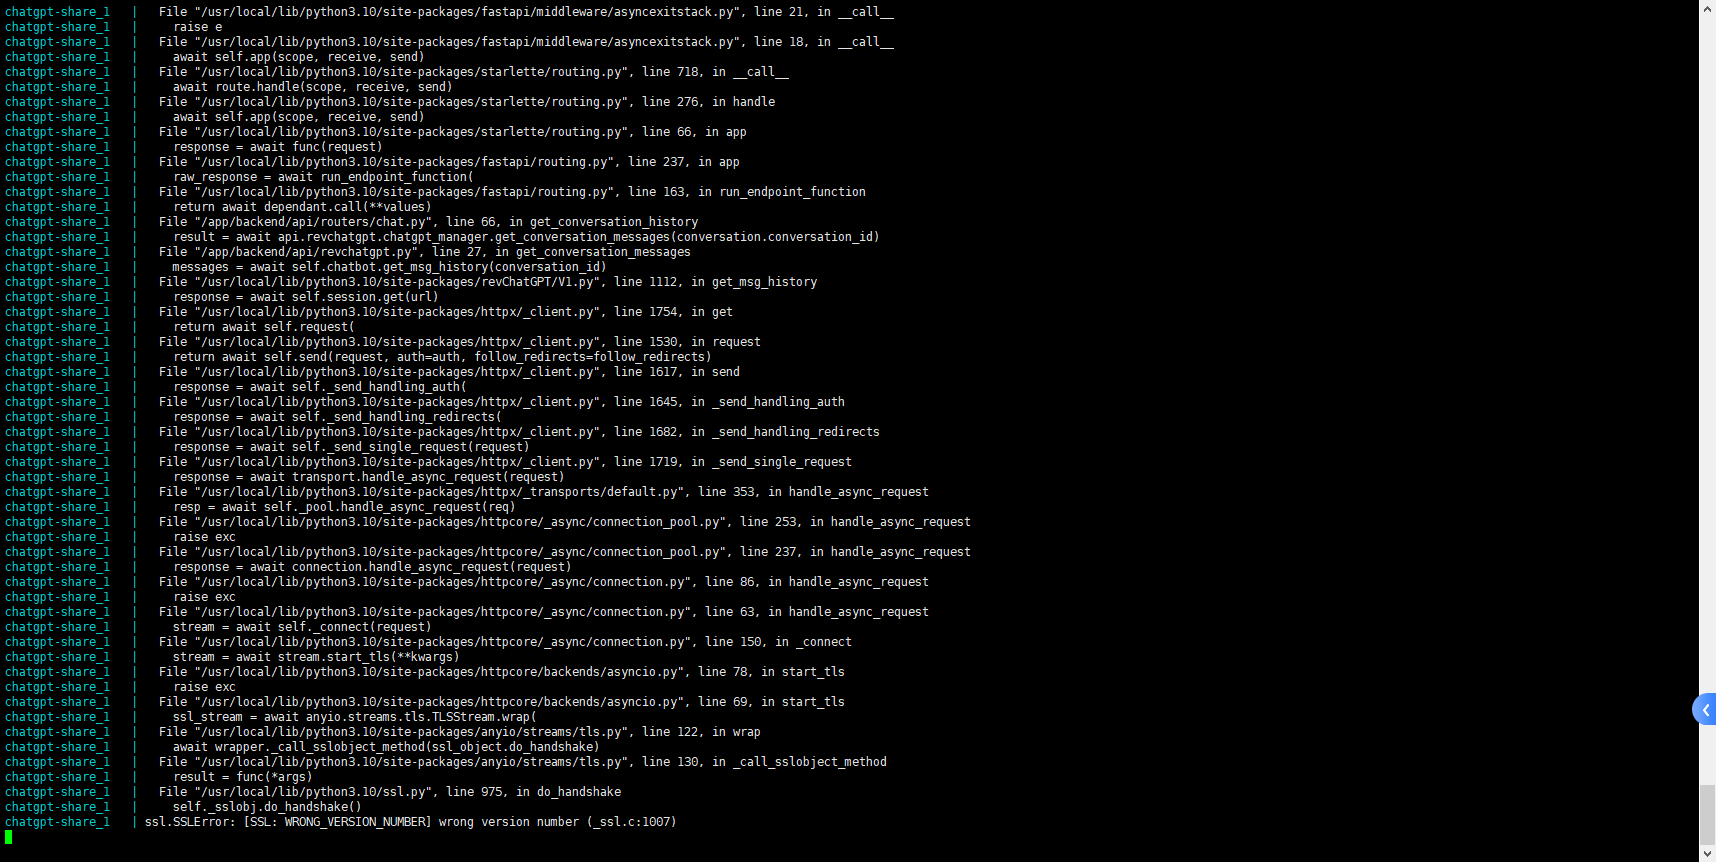 chatgpt-share_1   |   File "/usr/local/lib/python3.10/site-packages/fastapi/middleware/asyncexitstack.py", line 21, in __call__
chatgpt-share_1   |     raise e
chatgpt-share_1   |   File "/usr/local/lib/python3.10/site-packages/fastapi/middleware/asyncexitstack.py", line 18, in __call__
chatgpt-share_1   |     await self.app(scope, receive, send)
chatgpt-share_1   |   File "/usr/local/lib/python3.10/site-packages/starlette/routing.py", line 718, in __call__
chatgpt-share_1   |     await route.handle(scope, receive, send)
chatgpt-share_1   |   File "/usr/local/lib/python3.10/site-packages/starlette/routing.py", line 276, in handle
chatgpt-share_1   |     await self.app(scope, receive, send)
chatgpt-share_1   |   File "/usr/local/lib/python3.10/site-packages/starlette/routing.py", line 66, in app
chatgpt-share_1   |     response = await func(request)
chatgpt-share_1   |   File "/usr/local/lib/python3.10/site-packages/fastapi/routing.py", line 237, in app
chatgpt-share_1   |     raw_response = await run_endpoint_function(
chatgpt-share_1   |   File "/usr/local/lib/python3.10/site-packages/fastapi/routing.py", line 163, in run_endpoint_function
chatgpt-share_1   |     return await dependant.call(**values)
chatgpt-share_1   |   File "/app/backend/api/routers/chat.py", line 66, in get_conversation_history
chatgpt-share_1   |     result = await api.revchatgpt.chatgpt_manager.get_conversation_messages(conversation.conversation_id)
chatgpt-share_1   |   File "/app/backend/api/revchatgpt.py", line 27, in get_conversation_messages
chatgpt-share_1   |     messages = await self.chatbot.get_msg_history(conversation_id)
chatgpt-share_1   |   File "/usr/local/lib/python3.10/site-packages/revChatGPT/V1.py", line 1112, in get_msg_history
chatgpt-share_1   |     response = await self.session.get(url)
chatgpt-share_1   |   File "/usr/local/lib/python3.10/site-packages/httpx/_client.py", line 1754, in get
chatgpt-share_1   |     return await self.request(
chatgpt-share_1   |   File "/usr/local/lib/python3.10/site-packages/httpx/_client.py", line 1530, in request
chatgpt-share_1   |     return await self.send(request, auth=auth, follow_redirects=follow_redirects)
chatgpt-share_1   |   File "/usr/local/lib/python3.10/site-packages/httpx/_client.py", line 1617, in send
chatgpt-share_1   |     response = await self._send_handling_auth(
chatgpt-share_1   |   File "/usr/local/lib/python3.10/site-packages/httpx/_client.py", line 1645, in _send_handling_auth
chatgpt-share_1   |     response = await self._send_handling_redirects(
chatgpt-share_1   |   File "/usr/local/lib/python3.10/site-packages/httpx/_client.py", line 1682, in _send_handling_redirects
chatgpt-share_1   |     response = await self._send_single_request(request)
chatgpt-share_1   |   File "/usr/local/lib/python3.10/site-packages/httpx/_client.py", line 1719, in _send_single_request
chatgpt-share_1   |     response = await transport.handle_async_request(request)
chatgpt-share_1   |   File "/usr/local/lib/python3.10/site-packages/httpx/_transports/default.py", line 353, in handle_async_request
chatgpt-share_1   |     resp = await self._pool.handle_async_request(req)
chatgpt-share_1   |   File "/usr/local/lib/python3.10/site-packages/httpcore/_async/connection_pool.py", line 253, in handle_async_request
chatgpt-share_1   |     raise exc
chatgpt-share_1   |   File "/usr/local/lib/python3.10/site-packages/httpcore/_async/connection_pool.py", line 237, in handle_async_request
chatgpt-share_1   |     response = await connection.handle_async_request(request)
chatgpt-share_1   |   File "/usr/local/lib/python3.10/site-packages/httpcore/_async/connection.py", line 86, in handle_async_request
chatgpt-share_1   |     raise exc
chatgpt-share_1   |   File "/usr/local/lib/python3.10/site-packages/httpcore/_async/connection.py", line 63, in handle_async_request
chatgpt-share_1   |     stream = await self._connect(request)
chatgpt-share_1   |   File "/usr/local/lib/python3.10/site-packages/httpcore/_async/connection.py", line 150, in _connect
chatgpt-share_1   |     stream = await stream.start_tls(**kwargs)
chatgpt-share_1   |   File "/usr/local/lib/python3.10/site-packages/httpcore/backends/asyncio.py", line 78, in start_tls
chatgpt-share_1   |     raise exc
chatgpt-share_1   |   File "/usr/local/lib/python3.10/site-packages/httpcore/backends/asyncio.py", line 69, in start_tls
chatgpt-share_1   |     ssl_stream = await anyio.streams.tls.TLSStream.wrap(
chatgpt-share_1   |   File "/usr/local/lib/python3.10/site-packages/anyio/streams/tls.py", line 122, in wrap
chatgpt-share_1   |     await wrapper._call_sslobject_method(ssl_object.do_handshake)
chatgpt-share_1   |   File "/usr/local/lib/python3.10/site-packages/anyio/streams/tls.py", line 130, in _call_sslobject_method
chatgpt-share_1   |     result = func(*args)
chatgpt-share_1   |   File "/usr/local/lib/python3.10/ssl.py", line 975, in do_handshake
chatgpt-share_1   |     self._sslobj.do_handshake()
chatgpt-share_1   | ssl.SSLError: [SSL: WRONG_VERSION_NUMBER] wrong version number (_ssl.c:1007)